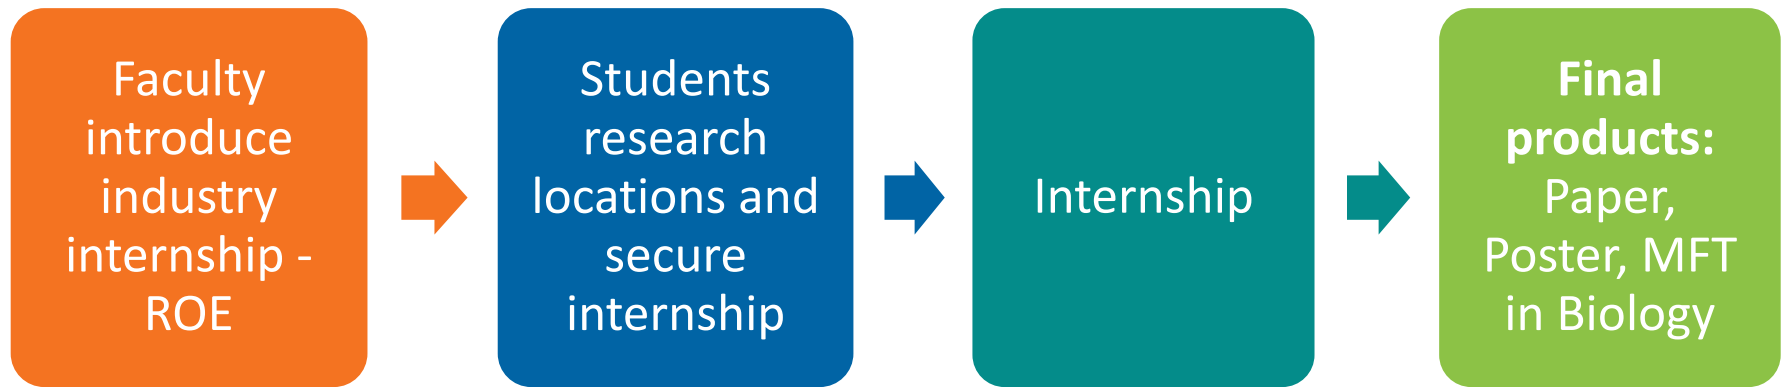 Faculty
introduce
industry
internship -
ROE
Students
research
locations and
secure
internship
Internship
Final
products:
Paper,
Poster, MFT
in Biology